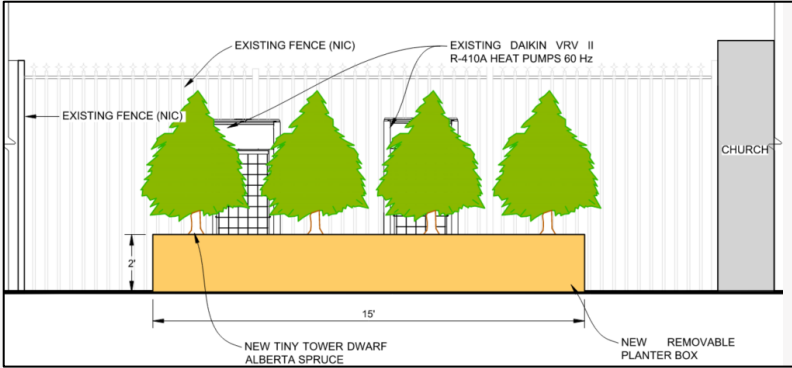 EXISTING FENCE (NIC)
EXISTING DAIKIN VRV II
R-410A HEAT PUMPS 60 Hz
EXISTING FENCE (NIC)
CHURCH
2'
15'
NEW TINY TOWER DWARF
ALBERTA SPRUCE
NEW REMOVABLE
PLANTER BOX